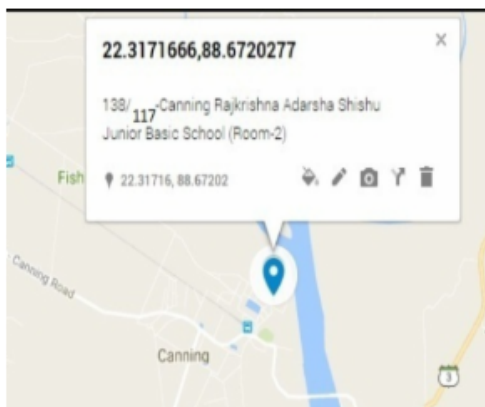 22.3171666,88.6720277
138/117-Canning Rajkrishna Adarsha Shishu
Junior Basic School (Room-2)
22.31716, 88.67202
Fish
Canning Road
Canning
3